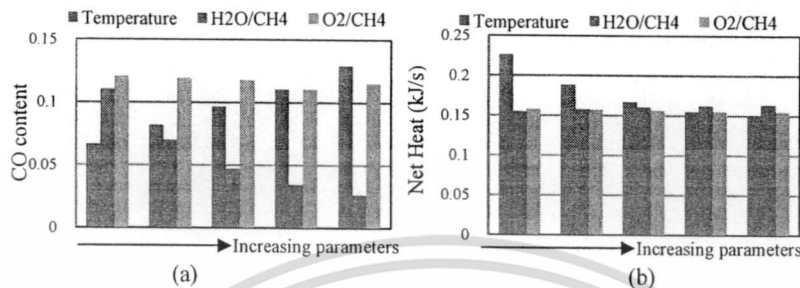 Temperature H2O/CH4 O2/CH4
CO content
0.15
0.1
0.05
0
Increasing parameters
(a)
Temperature H2O/CH4 O2/CH4
Net Heat (kJ/s)
0.25
0.2
0.15
0.1
0.05
0
Increasing parameters
(b)